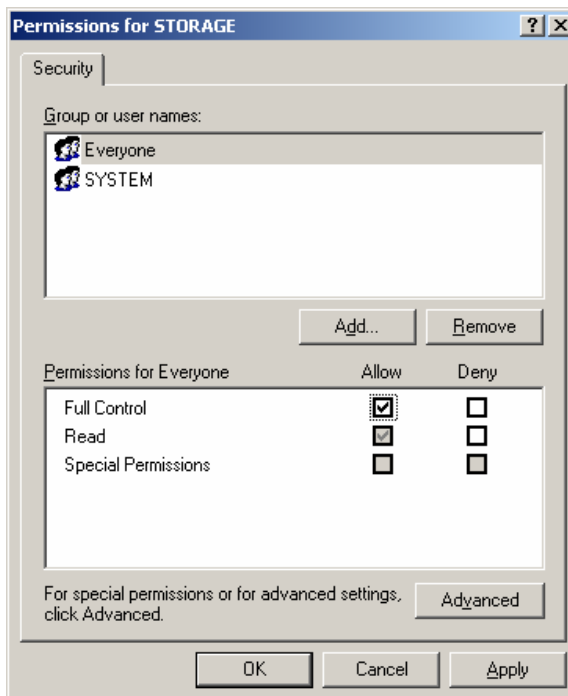 Permissions for STORAGE
Security
Group or user names:
Everyone
SYSTEM
Add... Remove
Permissions for Everyone Allow Deny
Full Control
Read
Special Permissions
For special permissions or for advanced settings,
click Advanced.
Advanced
OK Cancel Apply